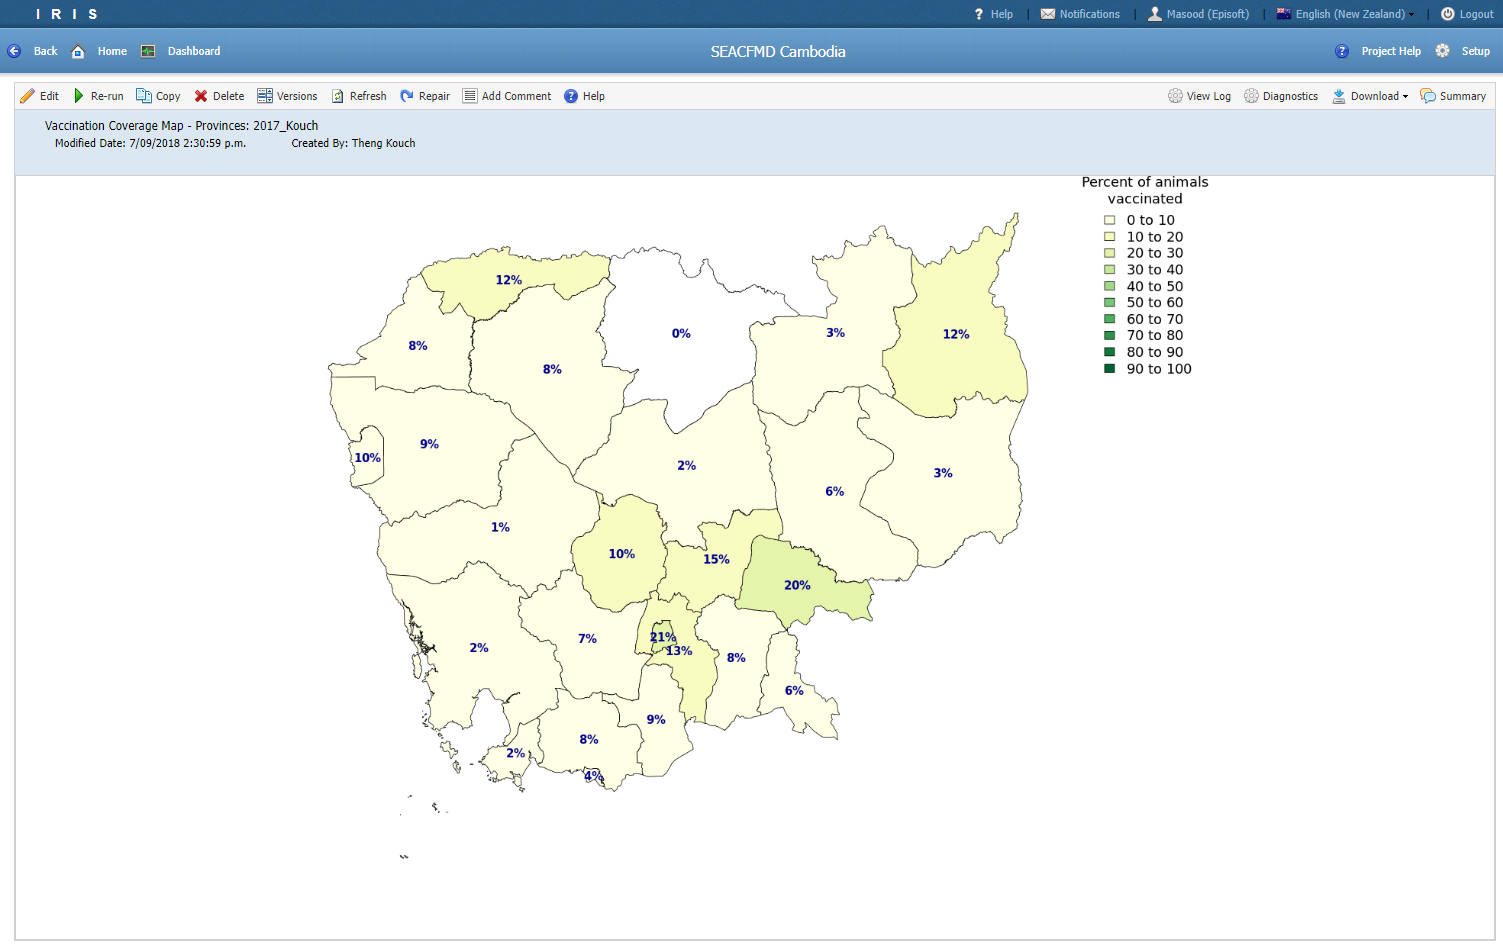 IRIS
Help
Notifications
Masood (Episoft)
English (New Zealand)
Logout
Back
Home
Dashboard
SEACFMD Cambodia
Project Help
Setup
Edit
Re-run
Copy
Delete
Versions
Refresh
Repair
Add Comment
Help
View Log
Diagnostics
Download
Summary
Vaccination Coverage Map - Provinces: 2017_Kouch
Modified Date: 7/09/2018 2:30:59 p.m.
Created By: Theng Kouch
Percent of animals
vaccinated
0 to 10
10 to 20
20 to 30
30 to 40
40 to 50
50 to 60
60 to 70
70 to 80
80 to 90
90 to 100
12%
0%
3%
12%
8%
8%
9%
10%
2%
3%
6%
1%
10%
15%
20%
7%
21%
13%
2%
8%
6%
9%
8%
2%
4%